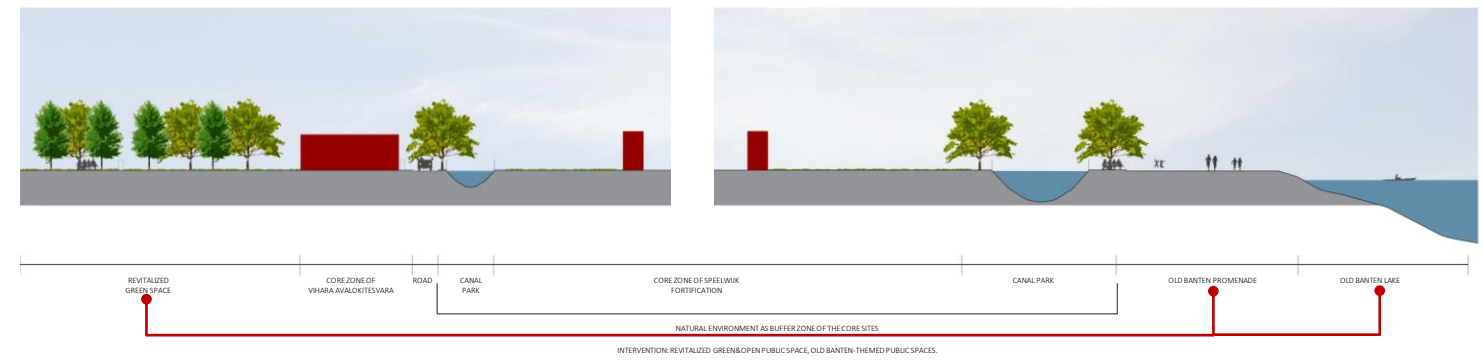 REVITALIZED
GREEN SPACE
CORE ZONE OF
VIHARA AVALOKITESVARA
ROAD
CANAL
PARK
CORE ZONE OF SPEELWIJK
FORTIFICATION
CANAL PARK
OLD BANTEN PROMENADE
OLD BANTEN LAKE
NATURAL ENVIRONMENT AS BUFFER ZONE OF THE CORE SITES
INTERVENTION: REVITALIZED GREEN&OPEN PUBLIC SPACE, OLD BANTEN-THEMED PUBLIC SPACES.